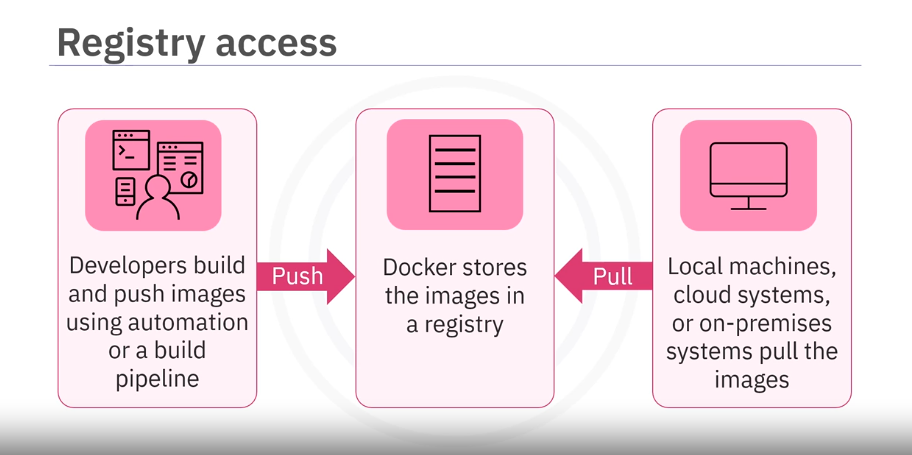 Registry access
Developers build
and push images
using automation
or a build
pipeline
Push
Docker stores
the images in
a registry
Pull
Local machines,
cloud systems,
or on-premises
systems pull the
images